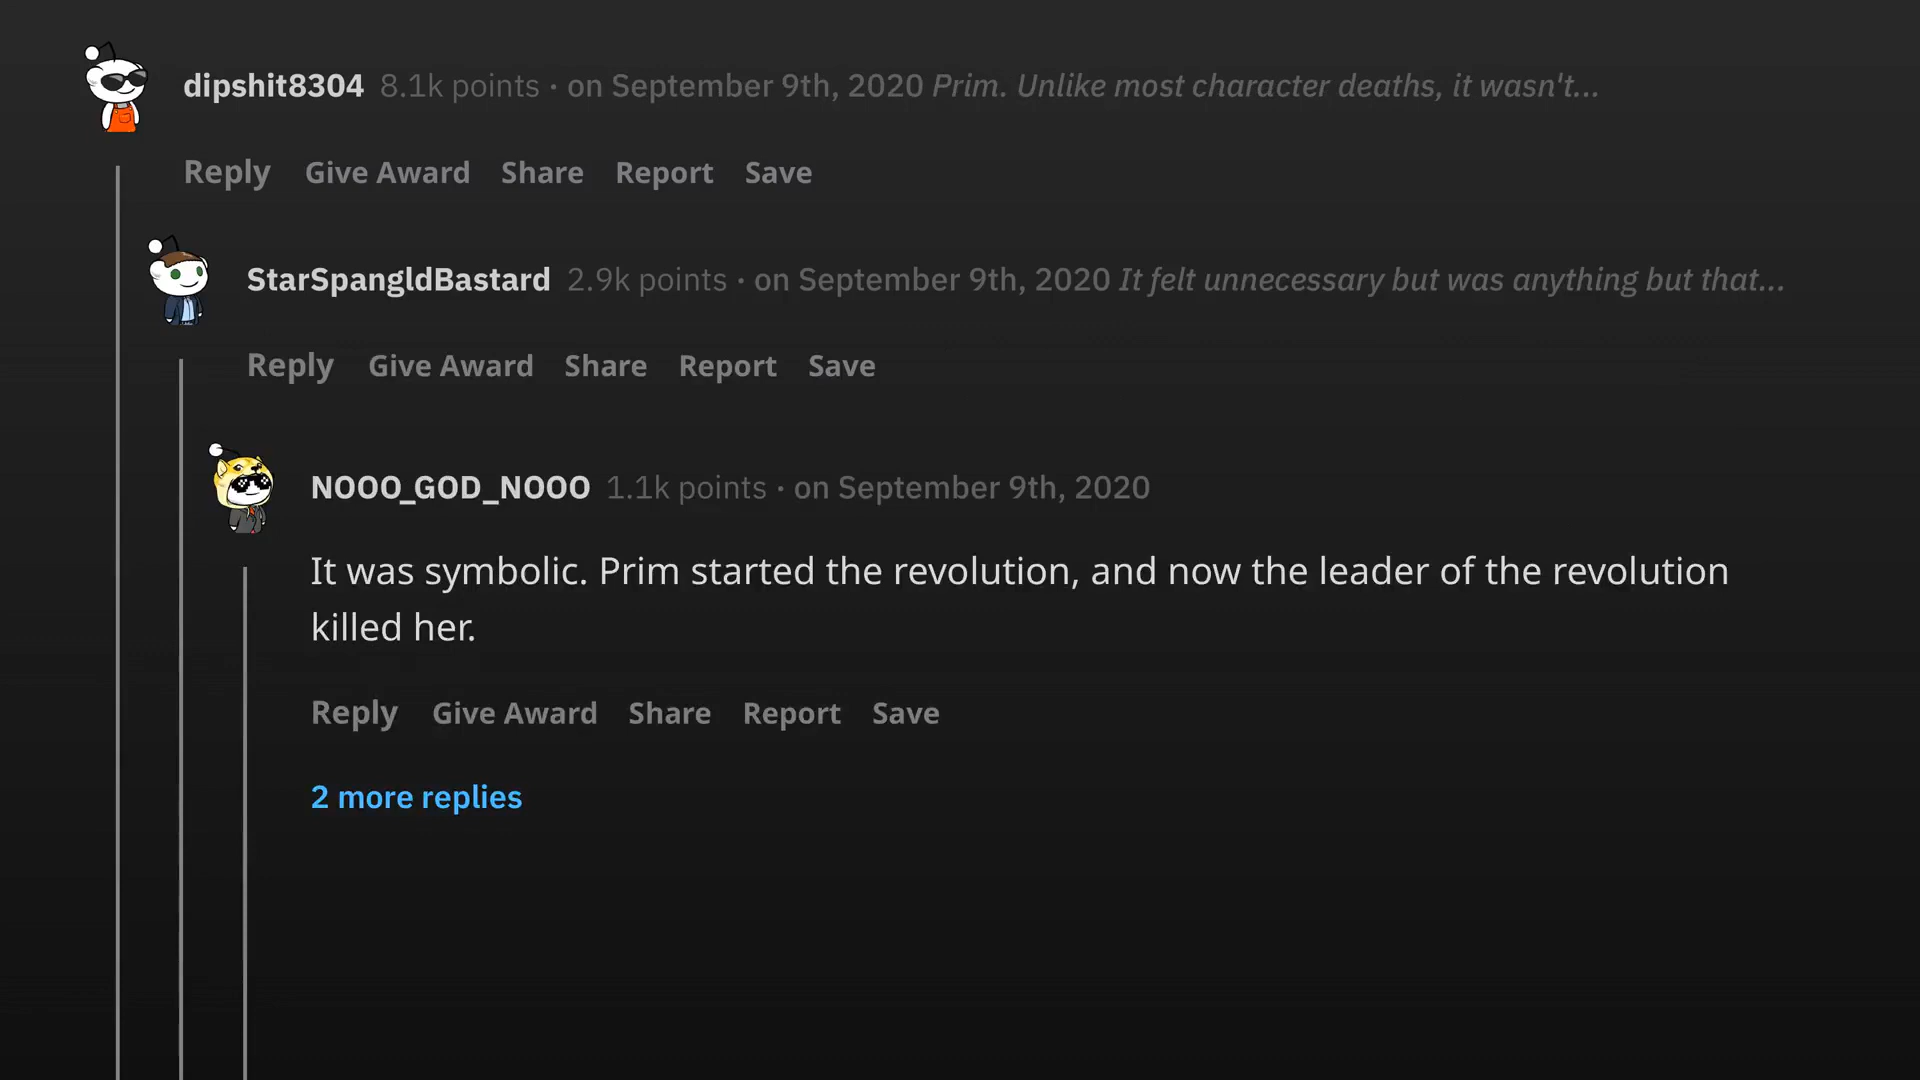 dipshit8304 8.1k points · on September 9th, 2020 Prim. Unlike most character deaths, it wasn't...
Reply Give Award Share Report Save
StarSpangldBastard 2.9k points · on September 9th, 2020 It felt unnecessary but was anything but that...
Reply Give Award Share Report Save
NOOO_GOD_NOOO 1.1k points · on September 9th, 2020
It was symbolic. Prim started the revolution, and now the leader of the revolution
killed her.
Reply Give Award Share Report Save
2 more replies